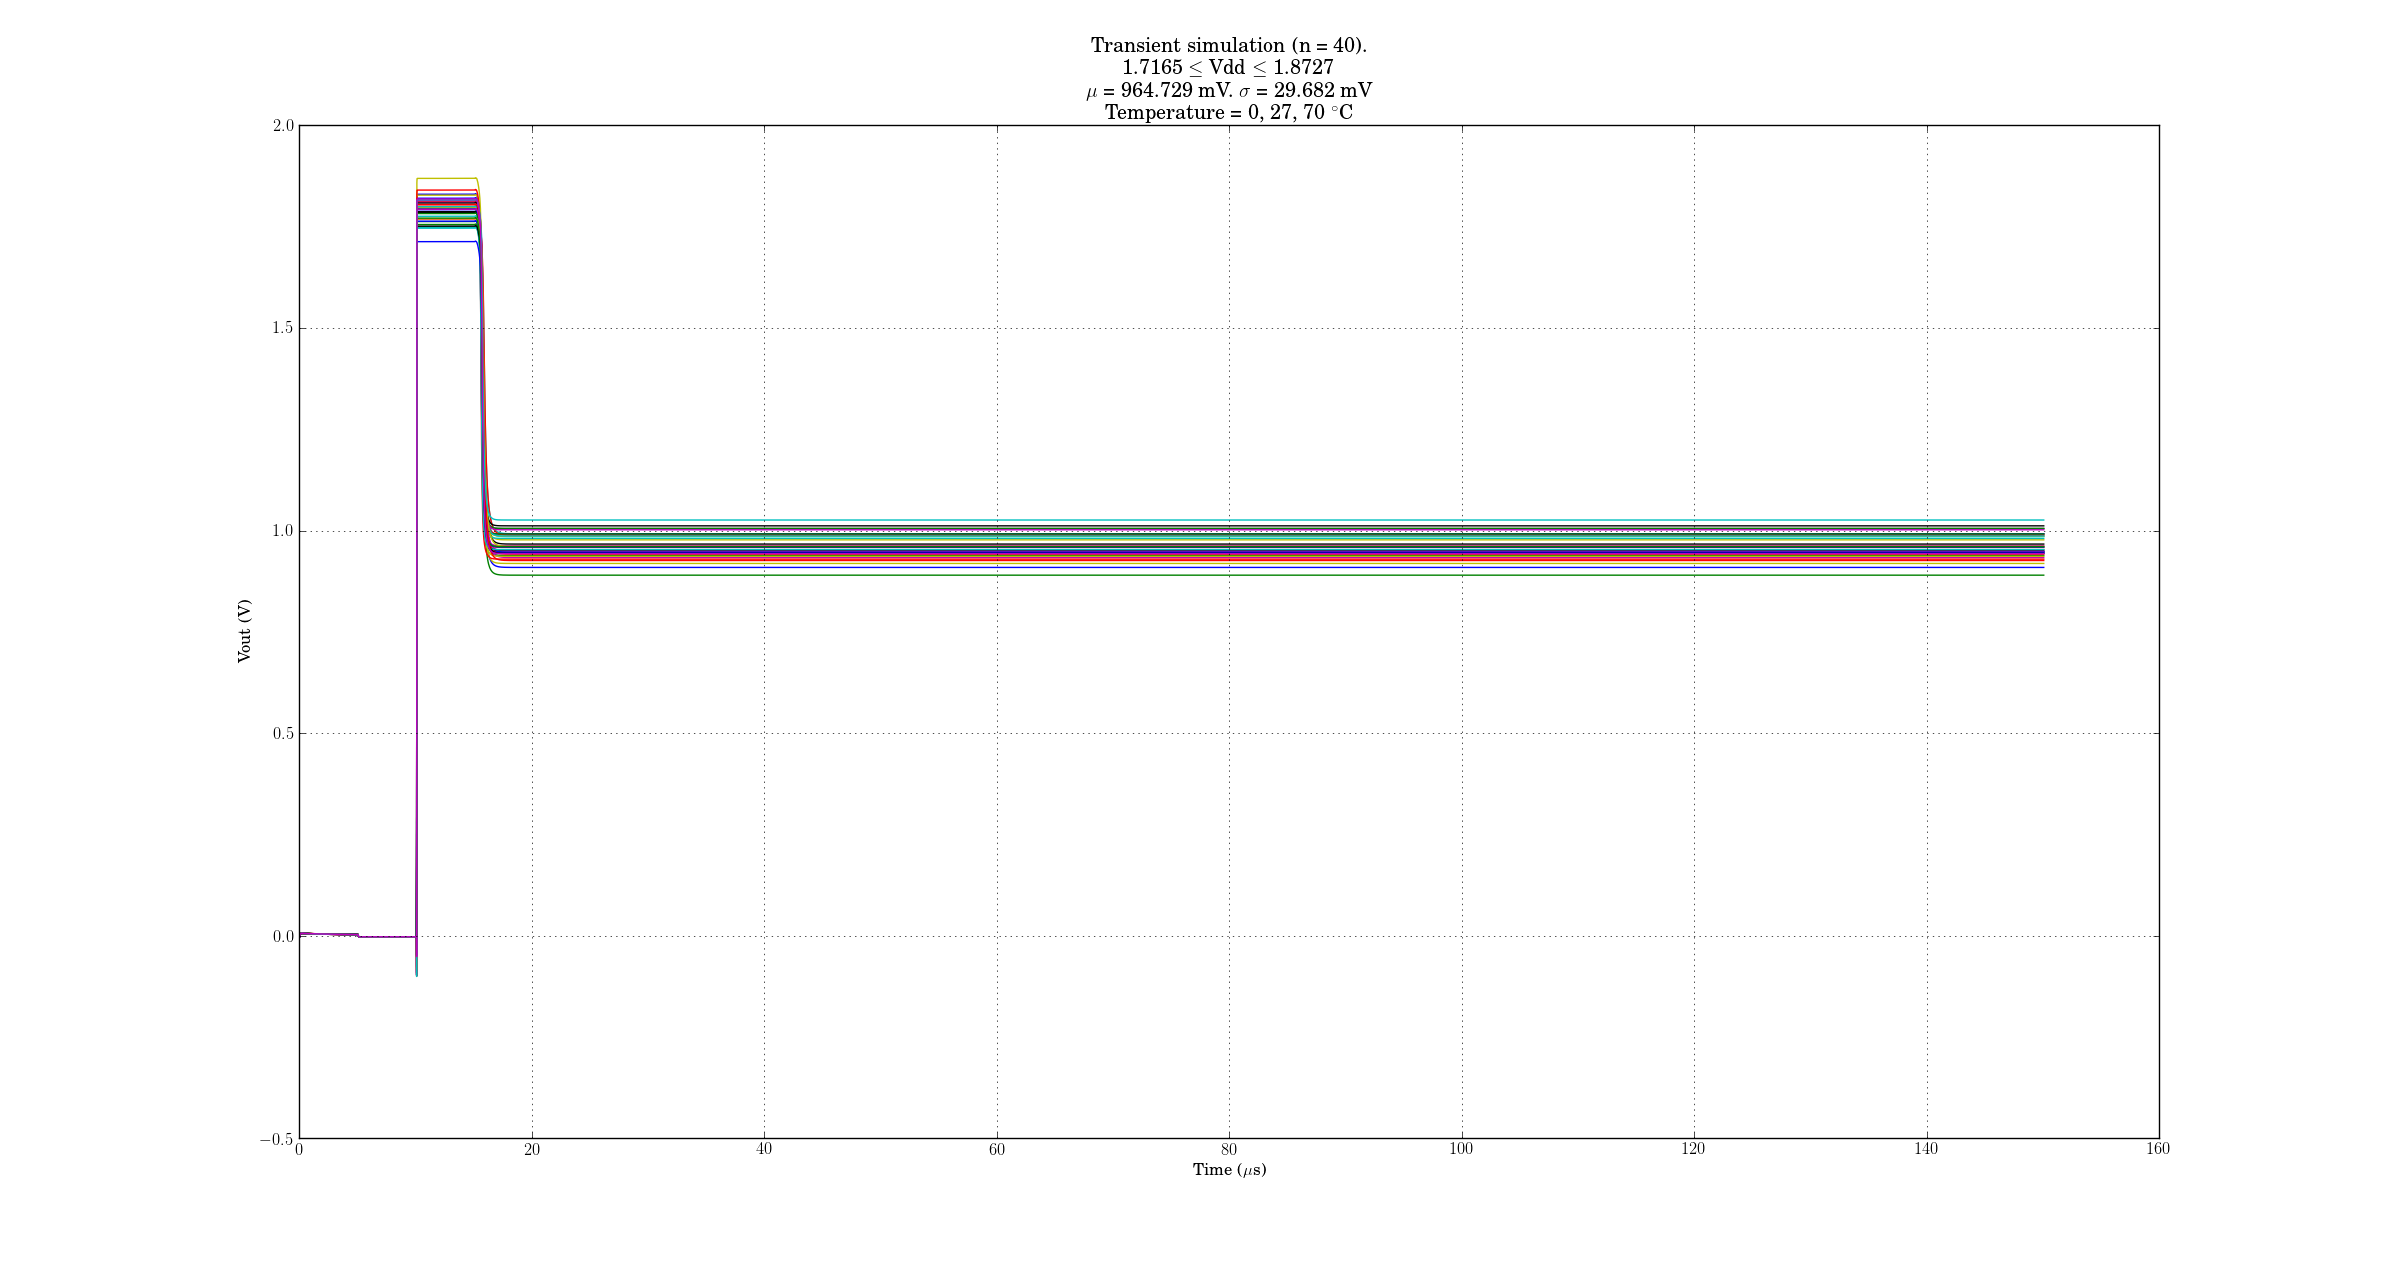 Transient simulation (n = 40).
1.7165 ≤ Vdd ≤ 1.8727
μ = 964.729 mV. σ = 29.682 mV
Temperature = 0, 27, 70 °C
2.0
1.5
1.0
0.5
0.0
−0.5
Vout (V)
0 20 40 60 80 100 120 140 160
Time (μs)